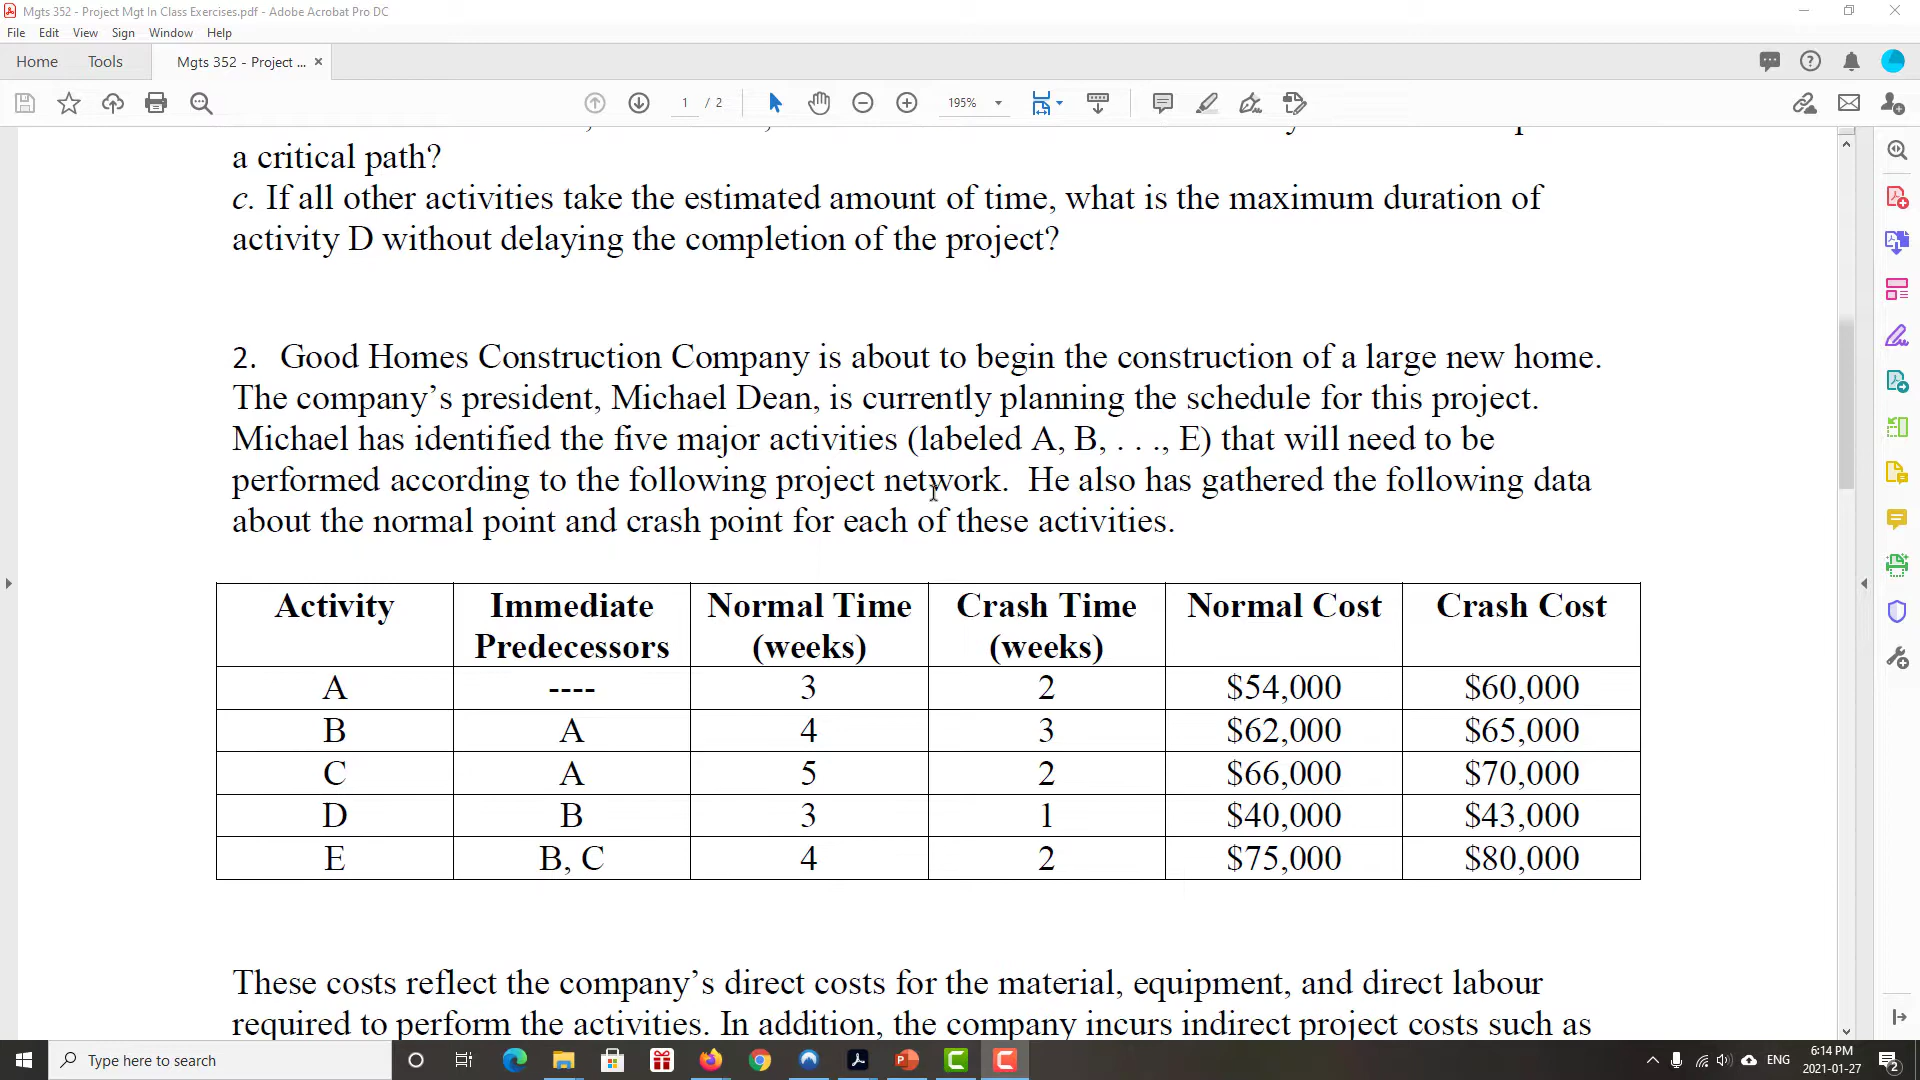 Mgts 352 - Project Mgt In Class Exercises.pdf - Adobe Acrobat Pro DC
File Edit View Sign Window Help
Home Tools Mgts 352 - Project ... ×
1 / 2 195%
a critical path?
c. If all other activities take the estimated amount of time, what is the maximum duration of
activity D without delaying the completion of the project?
2. Good Homes Construction Company is about to begin the construction of a large new home.
The company’s president, Michael Dean, is currently planning the schedule for this project.
Michael has identified the five major activities (labeled A, B, . . ., E) that will need to be
performed according to the following project network. He also has gathered the following data
about the normal point and crash point for each of these activities.
Activity Immediate Predecessors Normal Time (weeks) Crash Time (weeks) Normal Cost Crash Cost
A ---- 3 2 $54,000 $60,000
B A 4 3 $62,000 $65,000
C A 5 2 $66,000 $70,000
D B 3 1 $40,000 $43,000
E B, C 4 2 $75,000 $80,000
These costs reflect the company’s direct costs for the material, equipment, and direct labour
required to perform the activities. In addition, the company incurs indirect project costs such as
Type here to search
ENG 6:14 PM
2021-01-27 2